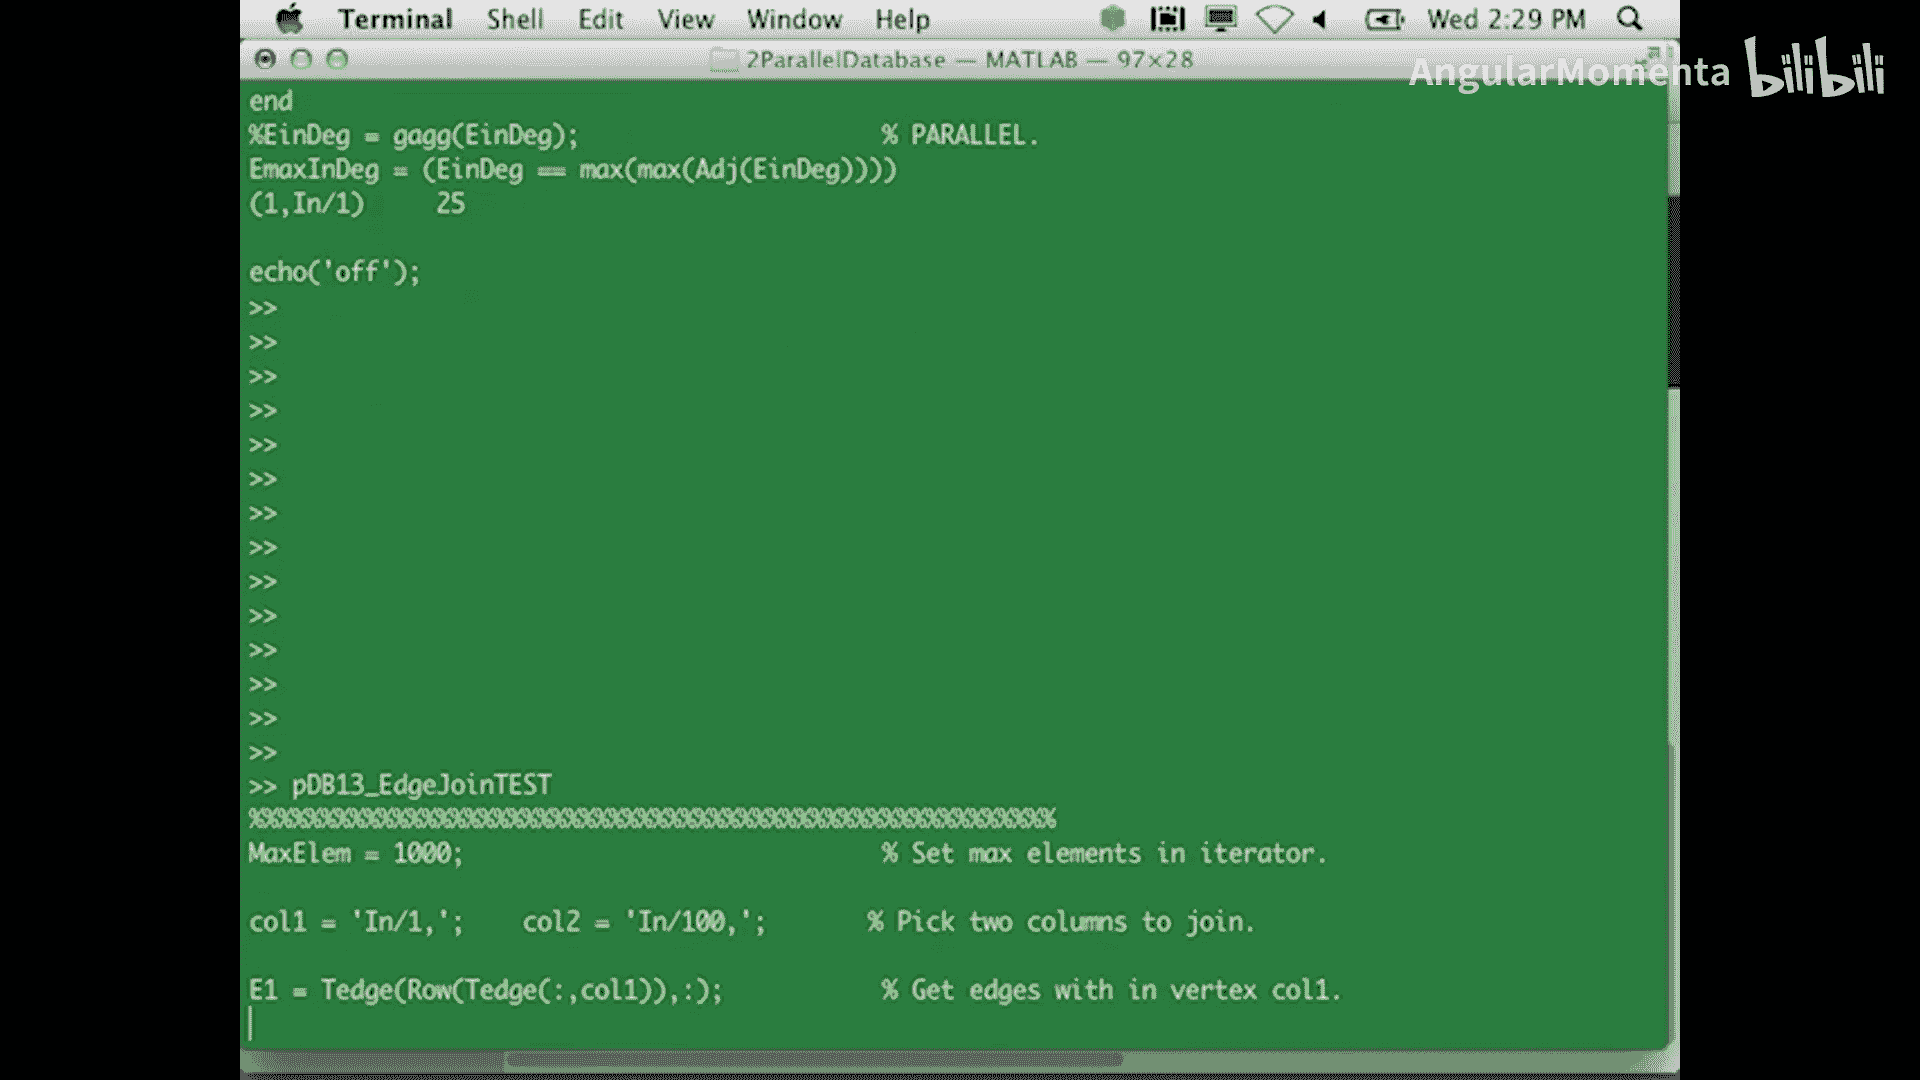 Terminal Shell Edit View Window Help Wed 2:29 PM
2ParallelDatabase — MATLAB — 97×28
AngularMomenta bilibili
end
%EinDeg = gagg(EinDeg); % PARALLEL.
EmaxInDeg = (EinDeg == max(max(Adj(EinDeg))))
(1,In/1) 25
echo('off');
>>
>>
>>
>>
>>
>>
>>
>>
>>
>>
>>
>>
>>
>>
>> pDB13_EdgeJoinTEST
%%%%%%%%%%%%%%%%%%%%%%%%%%%%%%%%%%%%%%%%%%%%%%%%%%%%%%%%
MaxElem = 1000; % Set max elements in iterator.
col1 = 'In/1,'; col2 = 'In/100,'; % Pick two columns to join.
E1 = Tedge(Row(Tedge(:,col1)),:); % Get edges with in vertex col1.